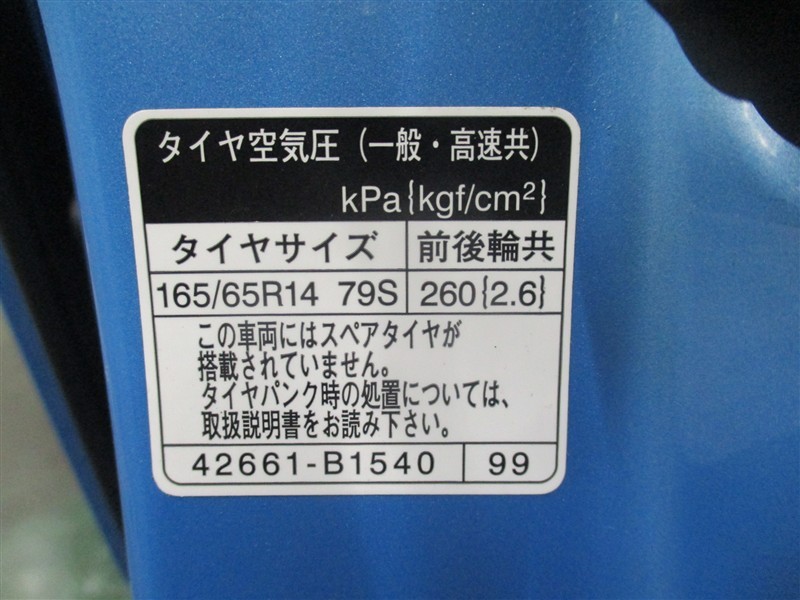 タイヤ空気圧（一般・高速共）
kPa{kgf/cm²}
タイヤサイズ 前後輪共
165/65R14 79S 260{2.6}
この車両にはスペアタイヤが
搭載されていません。
タイヤパンク時の処置については、
取扱説明書をお読み下さい。
42661-B1540 99